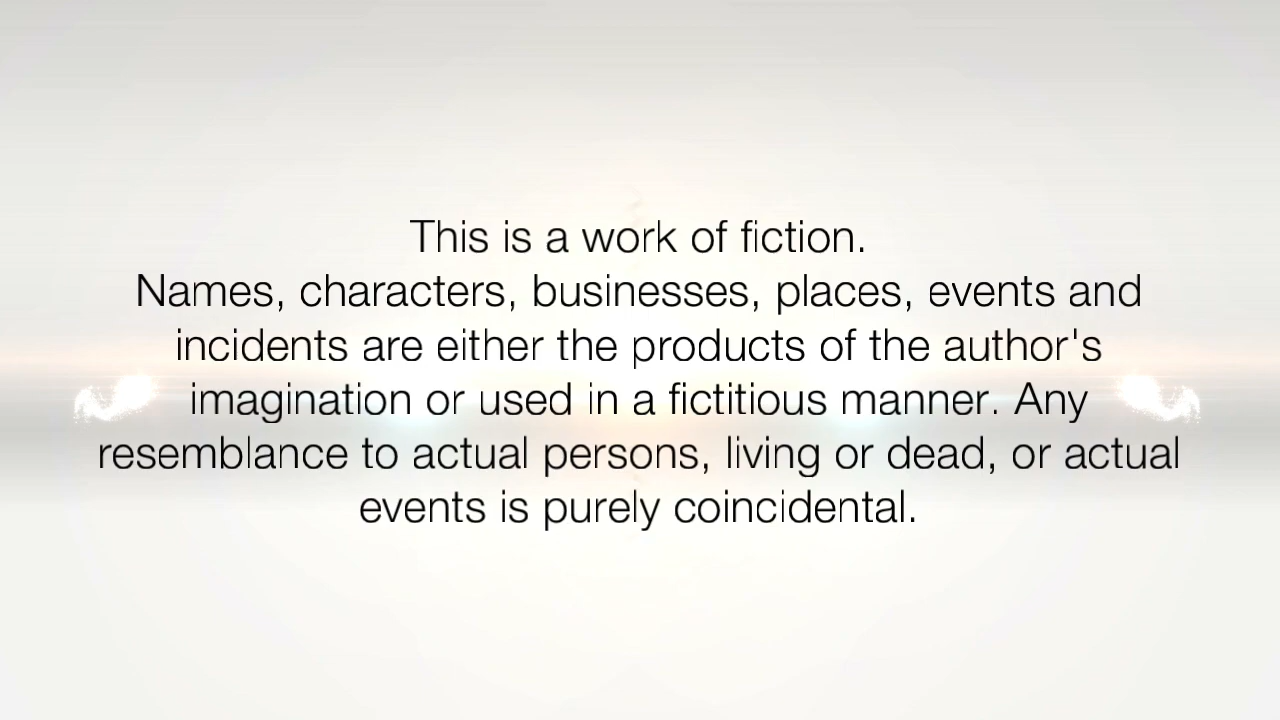 This is a work of fiction.
Names, characters, businesses, places, events and
incidents are either the products of the author's
imagination or used in a fictitious manner. Any
resemblance to actual persons, living or dead, or actual
events is purely coincidental.